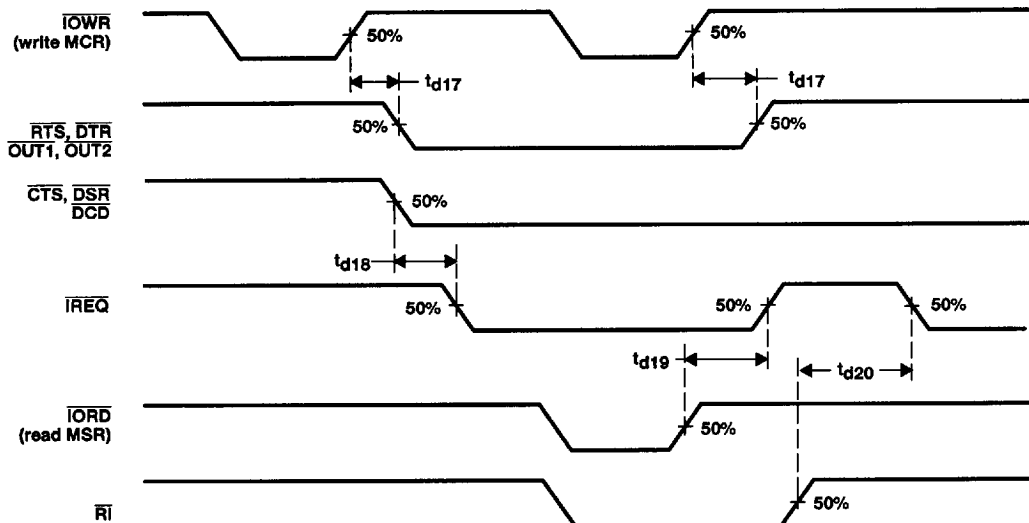 IOWR
(write MCR)
50%
50%
td17
td17
RTS, DTR
OUT1, OUT2
50%
50%
CTS, DSR
DCD
50%
td18
IREQ
50%
50%
50%
td19
td20
IORD
(read MSR)
50%
RI
50%